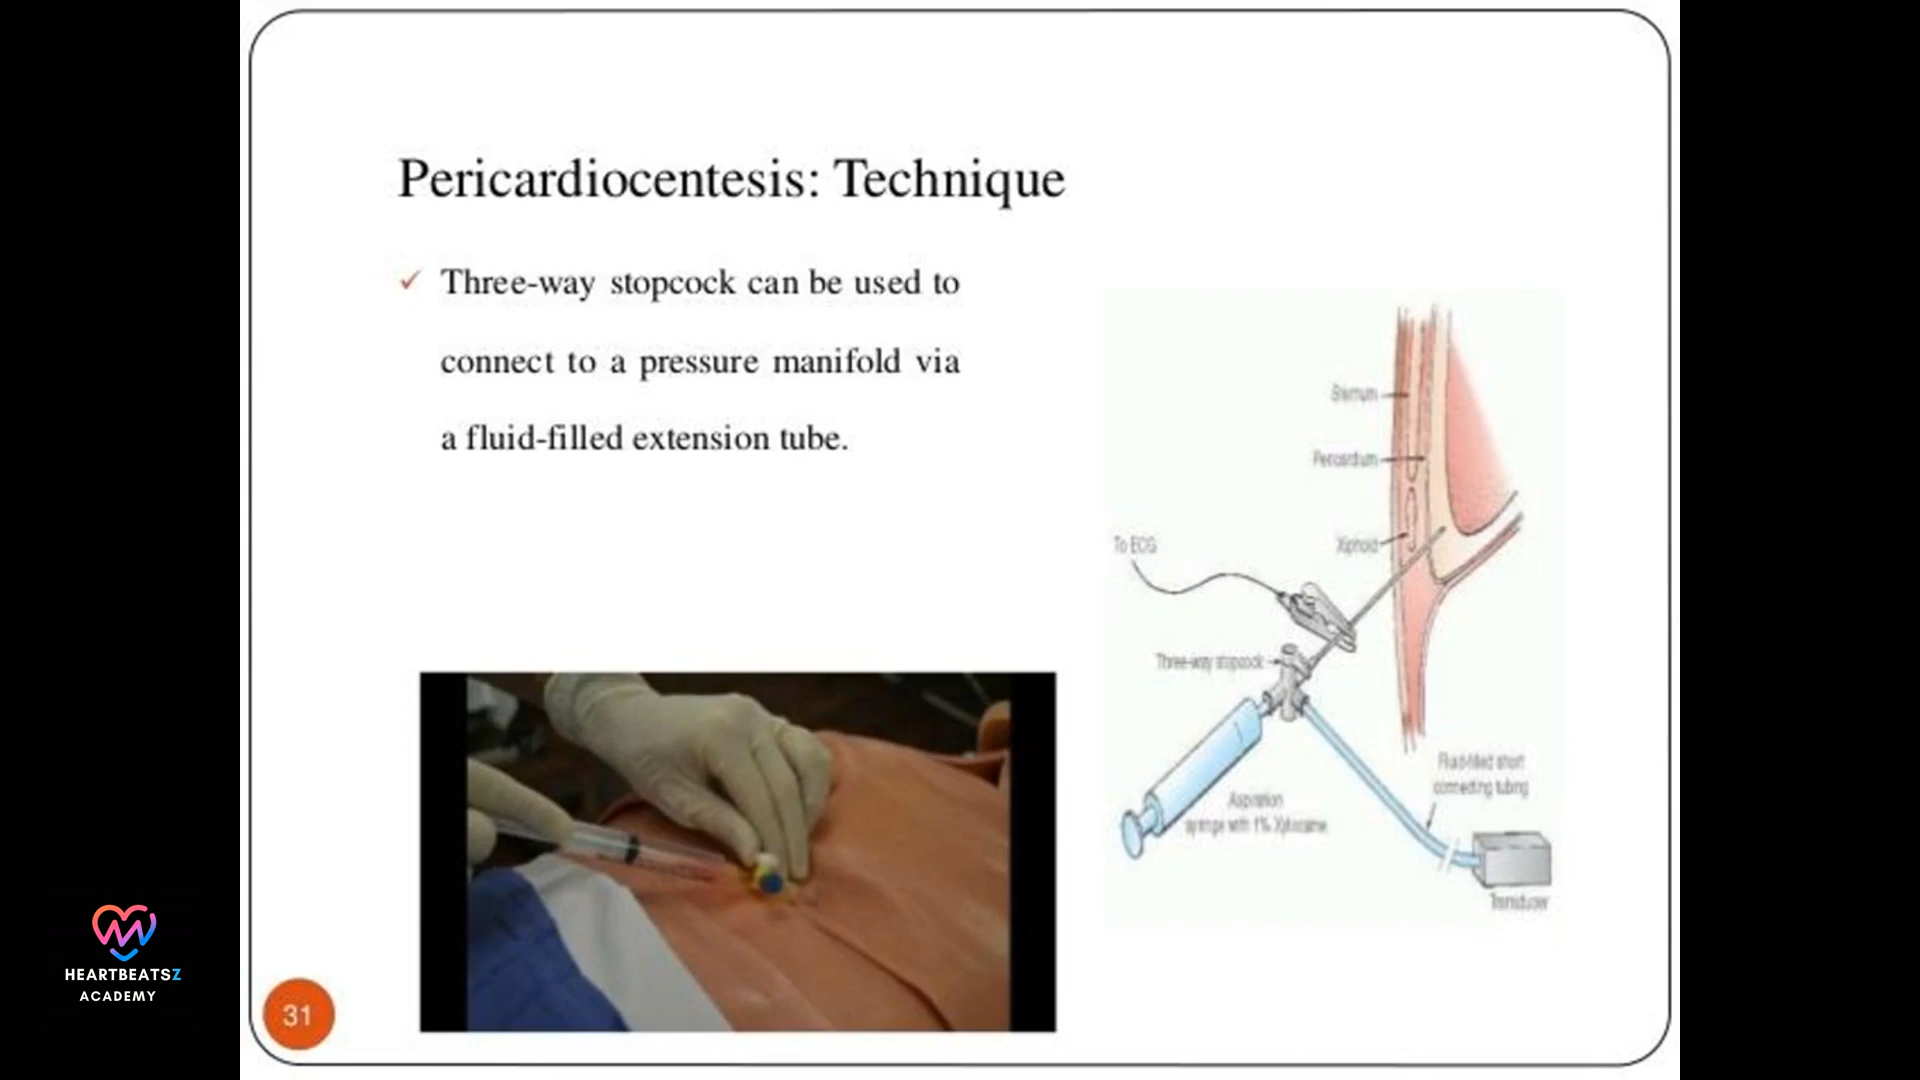 Pericardiocentesis: Technique
✓ Three-way stopcock can be used to
connect to a pressure manifold via
a fluid-filled extension tube.
Sternum
Pericardium
To ECG
Xiphoid
Three-way stopcock
Fluid-filled short
connecting tubing
Aspiration
syringe with 1% Xylocaine
Transducer
HEARTBEATSZ
ACADEMY
31